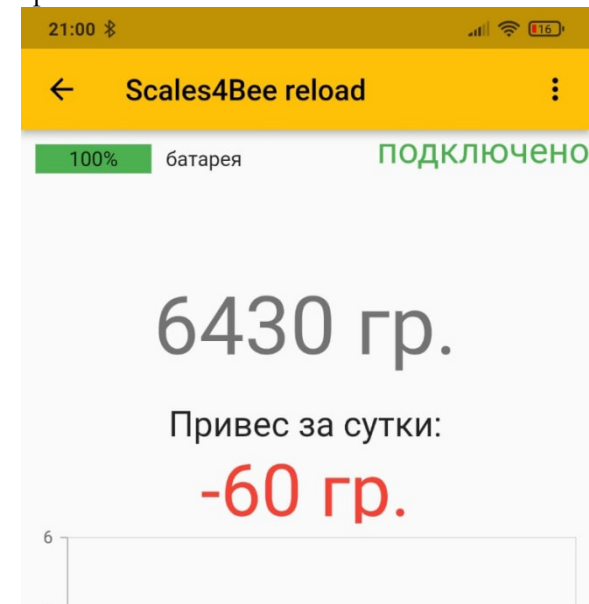 21:00 16
Scales4Bee reload
100% батарея подключено
6430 гр.
Привес за сутки:
-60 гр.
6